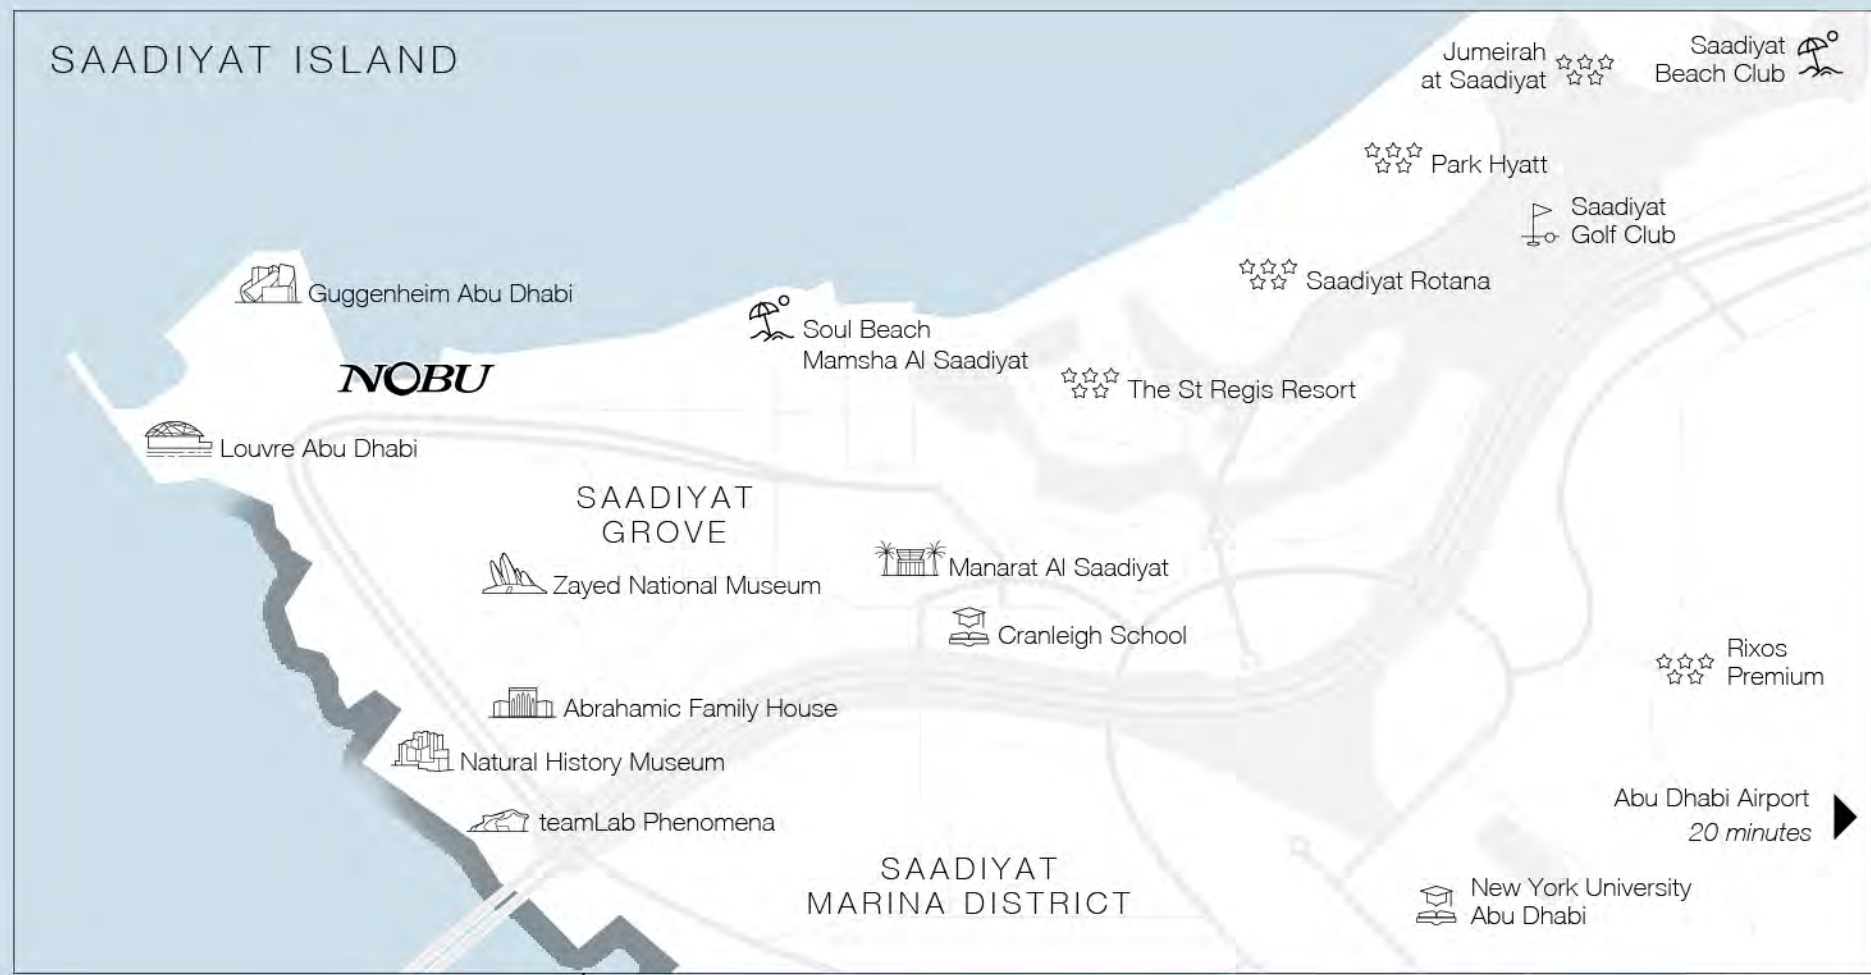 SAADIYAT ISLAND
Jumeirah
at Saadiyat
Saadiyat
Beach Club
Park Hyatt
Saadiyat
Golf Club
Saadiyat Rotana
Guggenheim Abu Dhabi
Soul Beach
Mamsha Al Saadiyat
NOBU
The St Regis Resort
Louvre Abu Dhabi
SAADIYAT
GROVE
Zayed National Museum
Manarat Al Saadiyat
Cranleigh School
Rixos
Premium
Abrahamic Family House
Natural History Museum
teamLab Phenomena
Abu Dhabi Airport
20 minutes
SAADIYAT
MARINA DISTRICT
New York University
Abu Dhabi